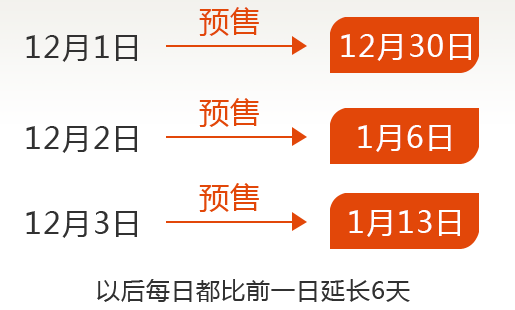 12月1日 预售 12月30日
12月2日 预售 1月6日
12月3日 预售 1月13日
以后每日都比前一日延长6天